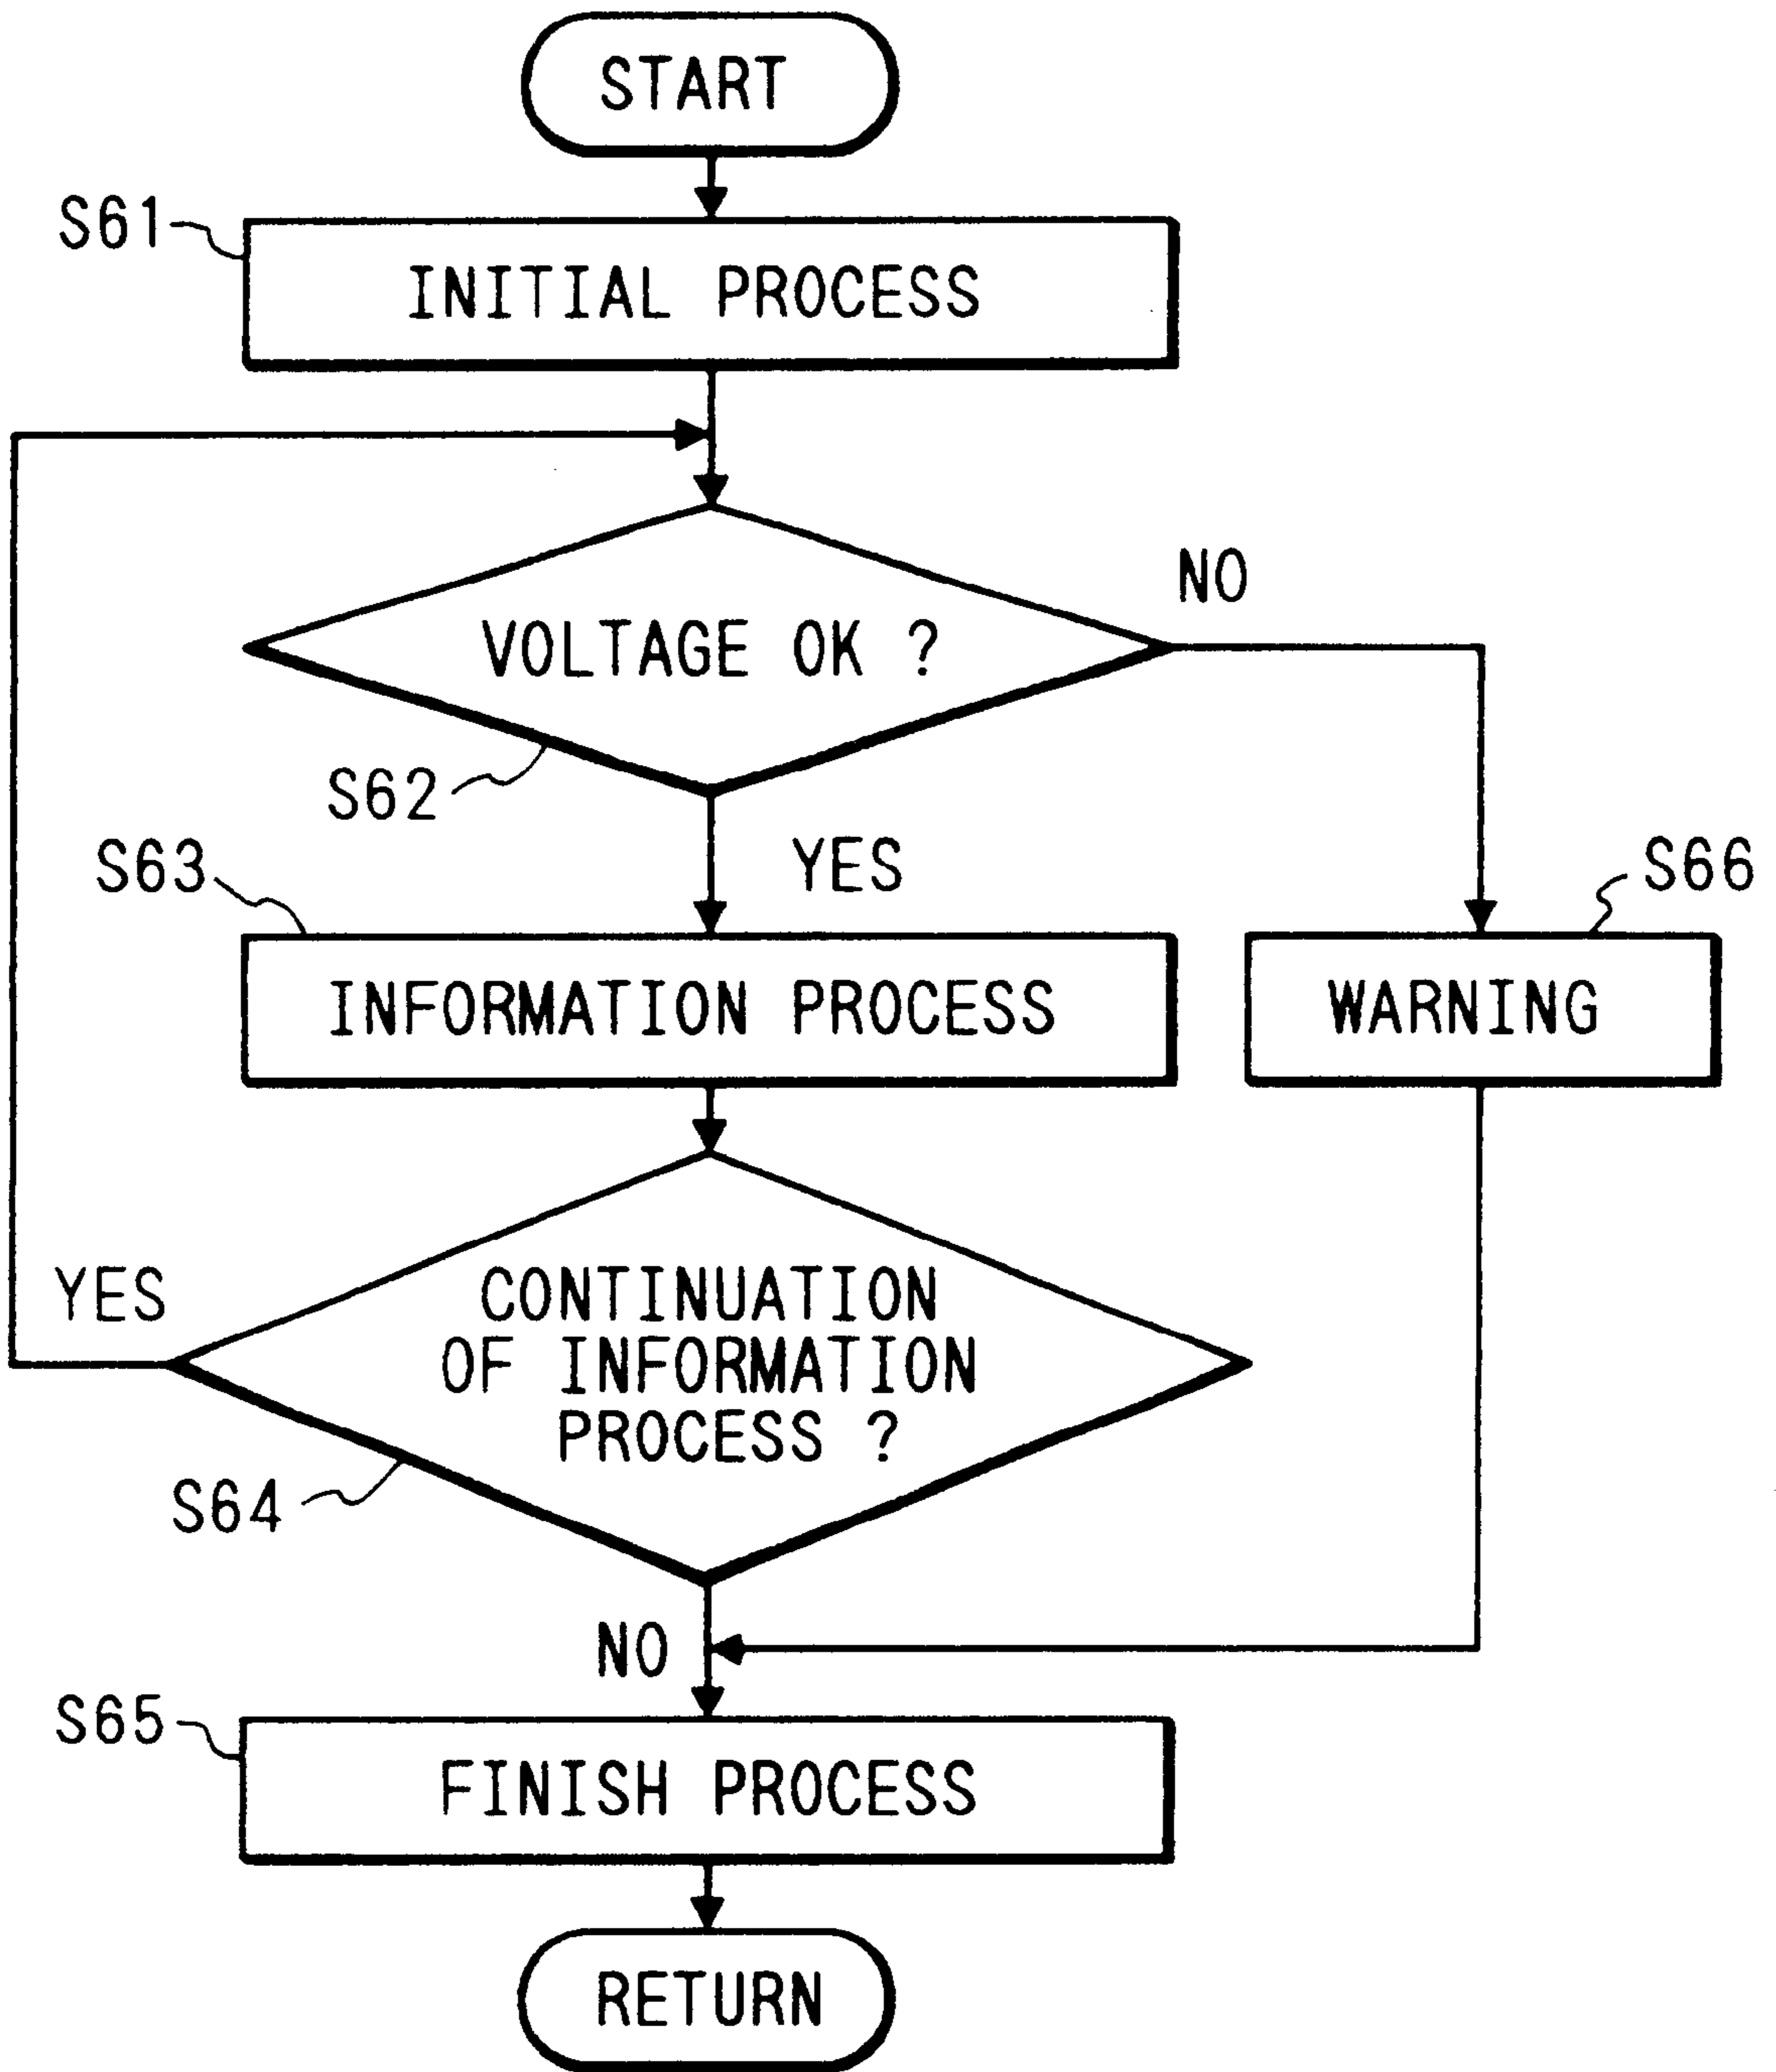 START
S61
INITIAL PROCESS
NO
VOLTAGE OK ?
S62
YES
S63
S66
INFORMATION PROCESS
WARNING
YES
CONTINUATION
OF INFORMATION
PROCESS ?
S64
NO
S65
FINISH PROCESS
RETURN